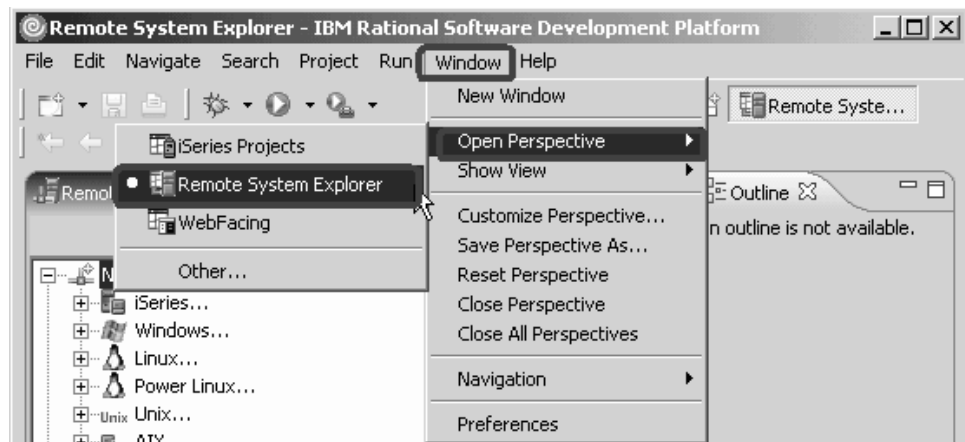 Remote System Explorer - IBM Rational Software Development Platform
File Edit Navigate Search Project Run Window Help
New Window
Remote Syste...
iSeries Projects
Open Perspective
Remo
Remote System Explorer
Show View
Outline
WebFacing
Customize Perspective...
n outline is not available.
Save Perspective As...
N
Other...
Reset Perspective
iSeries...
Close Perspective
Windows...
Close All Perspectives
Linux...
Power Linux...
Navigation
Unix Unix...
Preferences
AIX